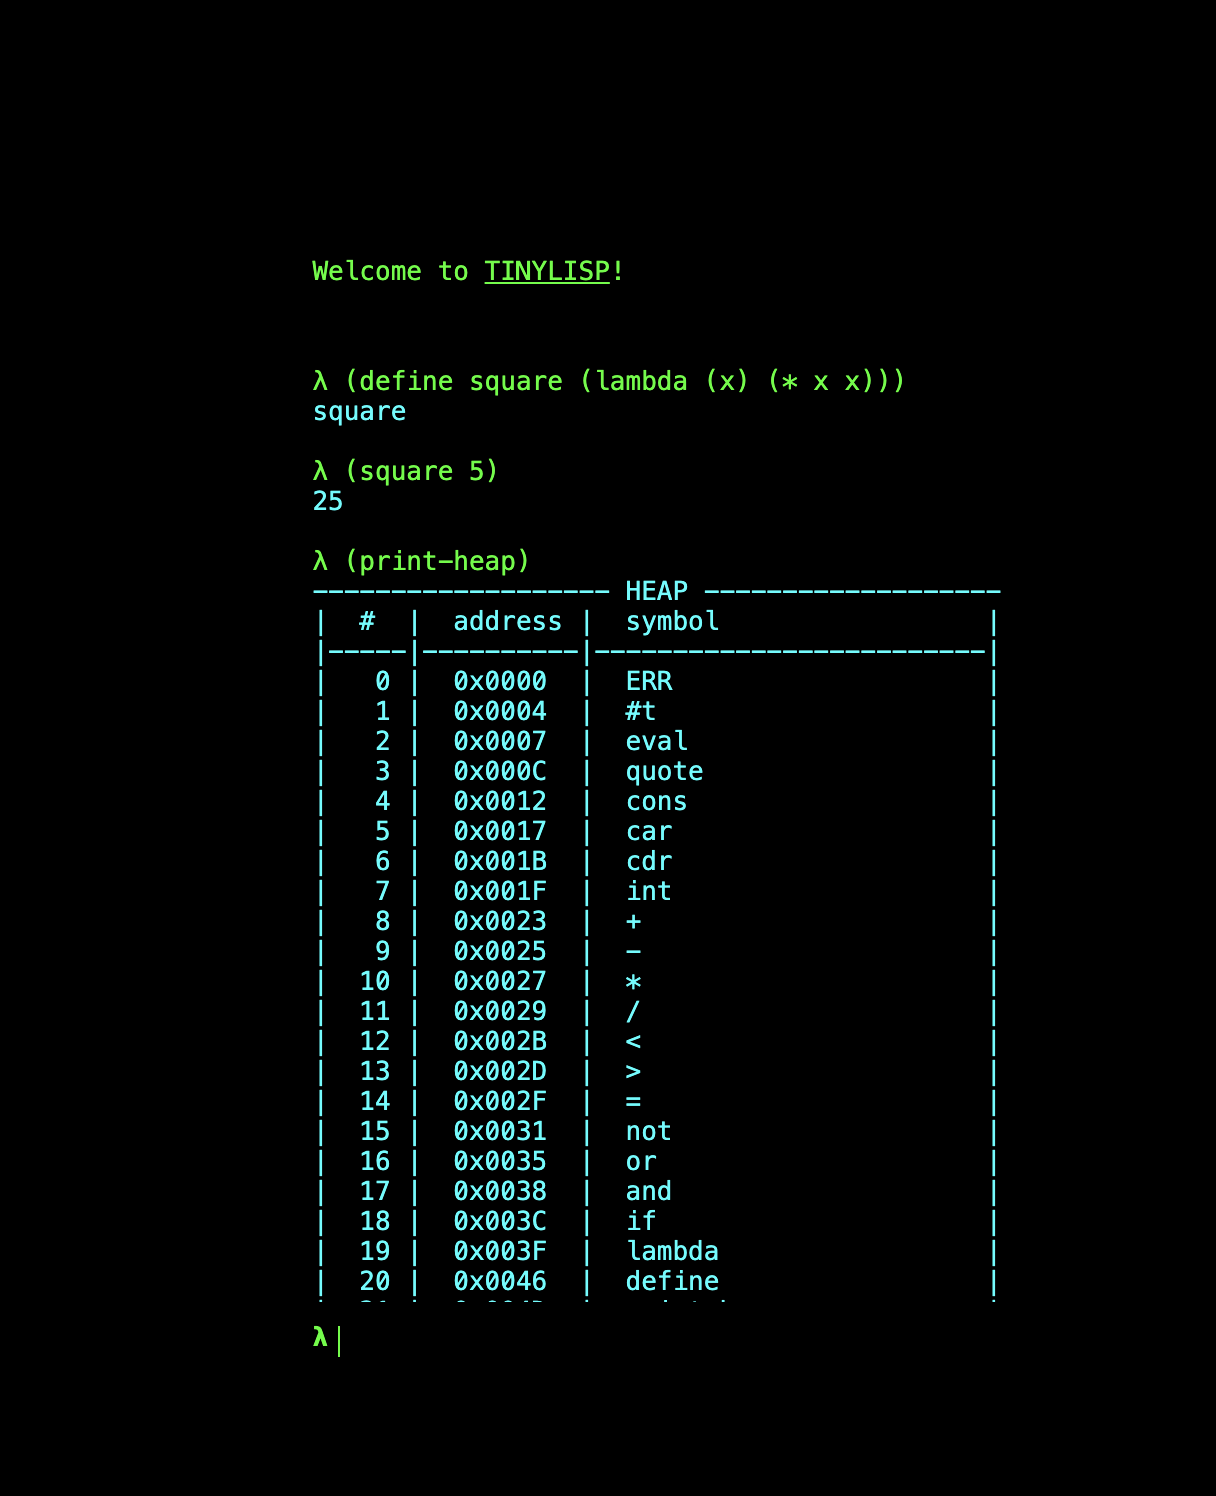 Welcome to TINYLISP!
λ (define square (lambda (x) (* x x)))
square
λ (square 5)
25
λ (print-heap)
------------------- HEAP -------------------
|  #  |  address |  symbol                 |
|-----|----------|-------------------------|
|   0 |  0x0000  |  ERR                    |
|   1 |  0x0004  |  #t                     |
|   2 |  0x0007  |  eval                   |
|   3 |  0x000C  |  quote                  |
|   4 |  0x0012  |  cons                   |
|   5 |  0x0017  |  car                    |
|   6 |  0x001B  |  cdr                    |
|   7 |  0x001F  |  int                    |
|   8 |  0x0023  |  +                      |
|   9 |  0x0025  |  -                      |
|  10 |  0x0027  |  *                      |
|  11 |  0x0029  |  /                      |
|  12 |  0x002B  |  <                      |
|  13 |  0x002D  |  >                      |
|  14 |  0x002F  |  =                      |
|  15 |  0x0031  |  not                    |
|  16 |  0x0035  |  or                     |
|  17 |  0x0038  |  and                    |
|  18 |  0x003C  |  if                     |
|  19 |  0x003F  |  lambda                 |
|  20 |  0x0046  |  define                 |
λ